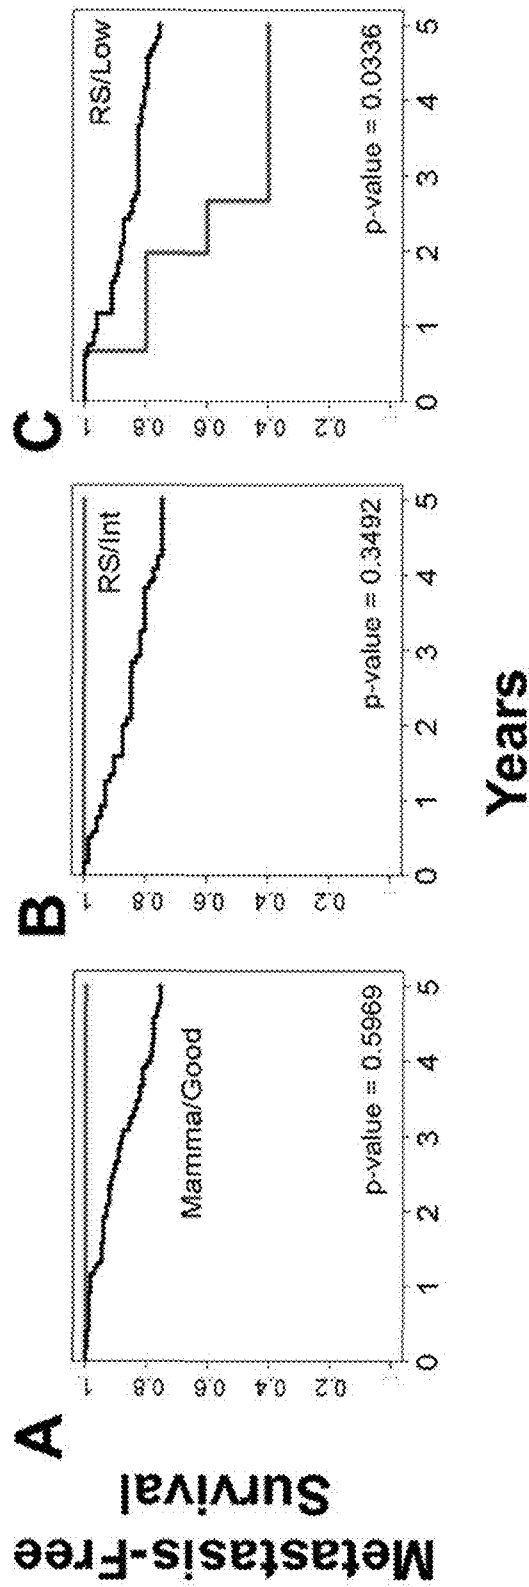 Metastasis-Free
Survival
A
1
0.8
0.6
0.4
0.2
Mamma/Good
p-value = 0.5969
0 1 2 3 4 5
B
1
0.8
0.6
0.4
0.2
RS/Int
p-value = 0.3492
0 1 2 3 4 5
C
1
0.8
0.6
0.4
0.2
RS/Low
p-value = 0.0336
0 1 2 3 4 5
Years